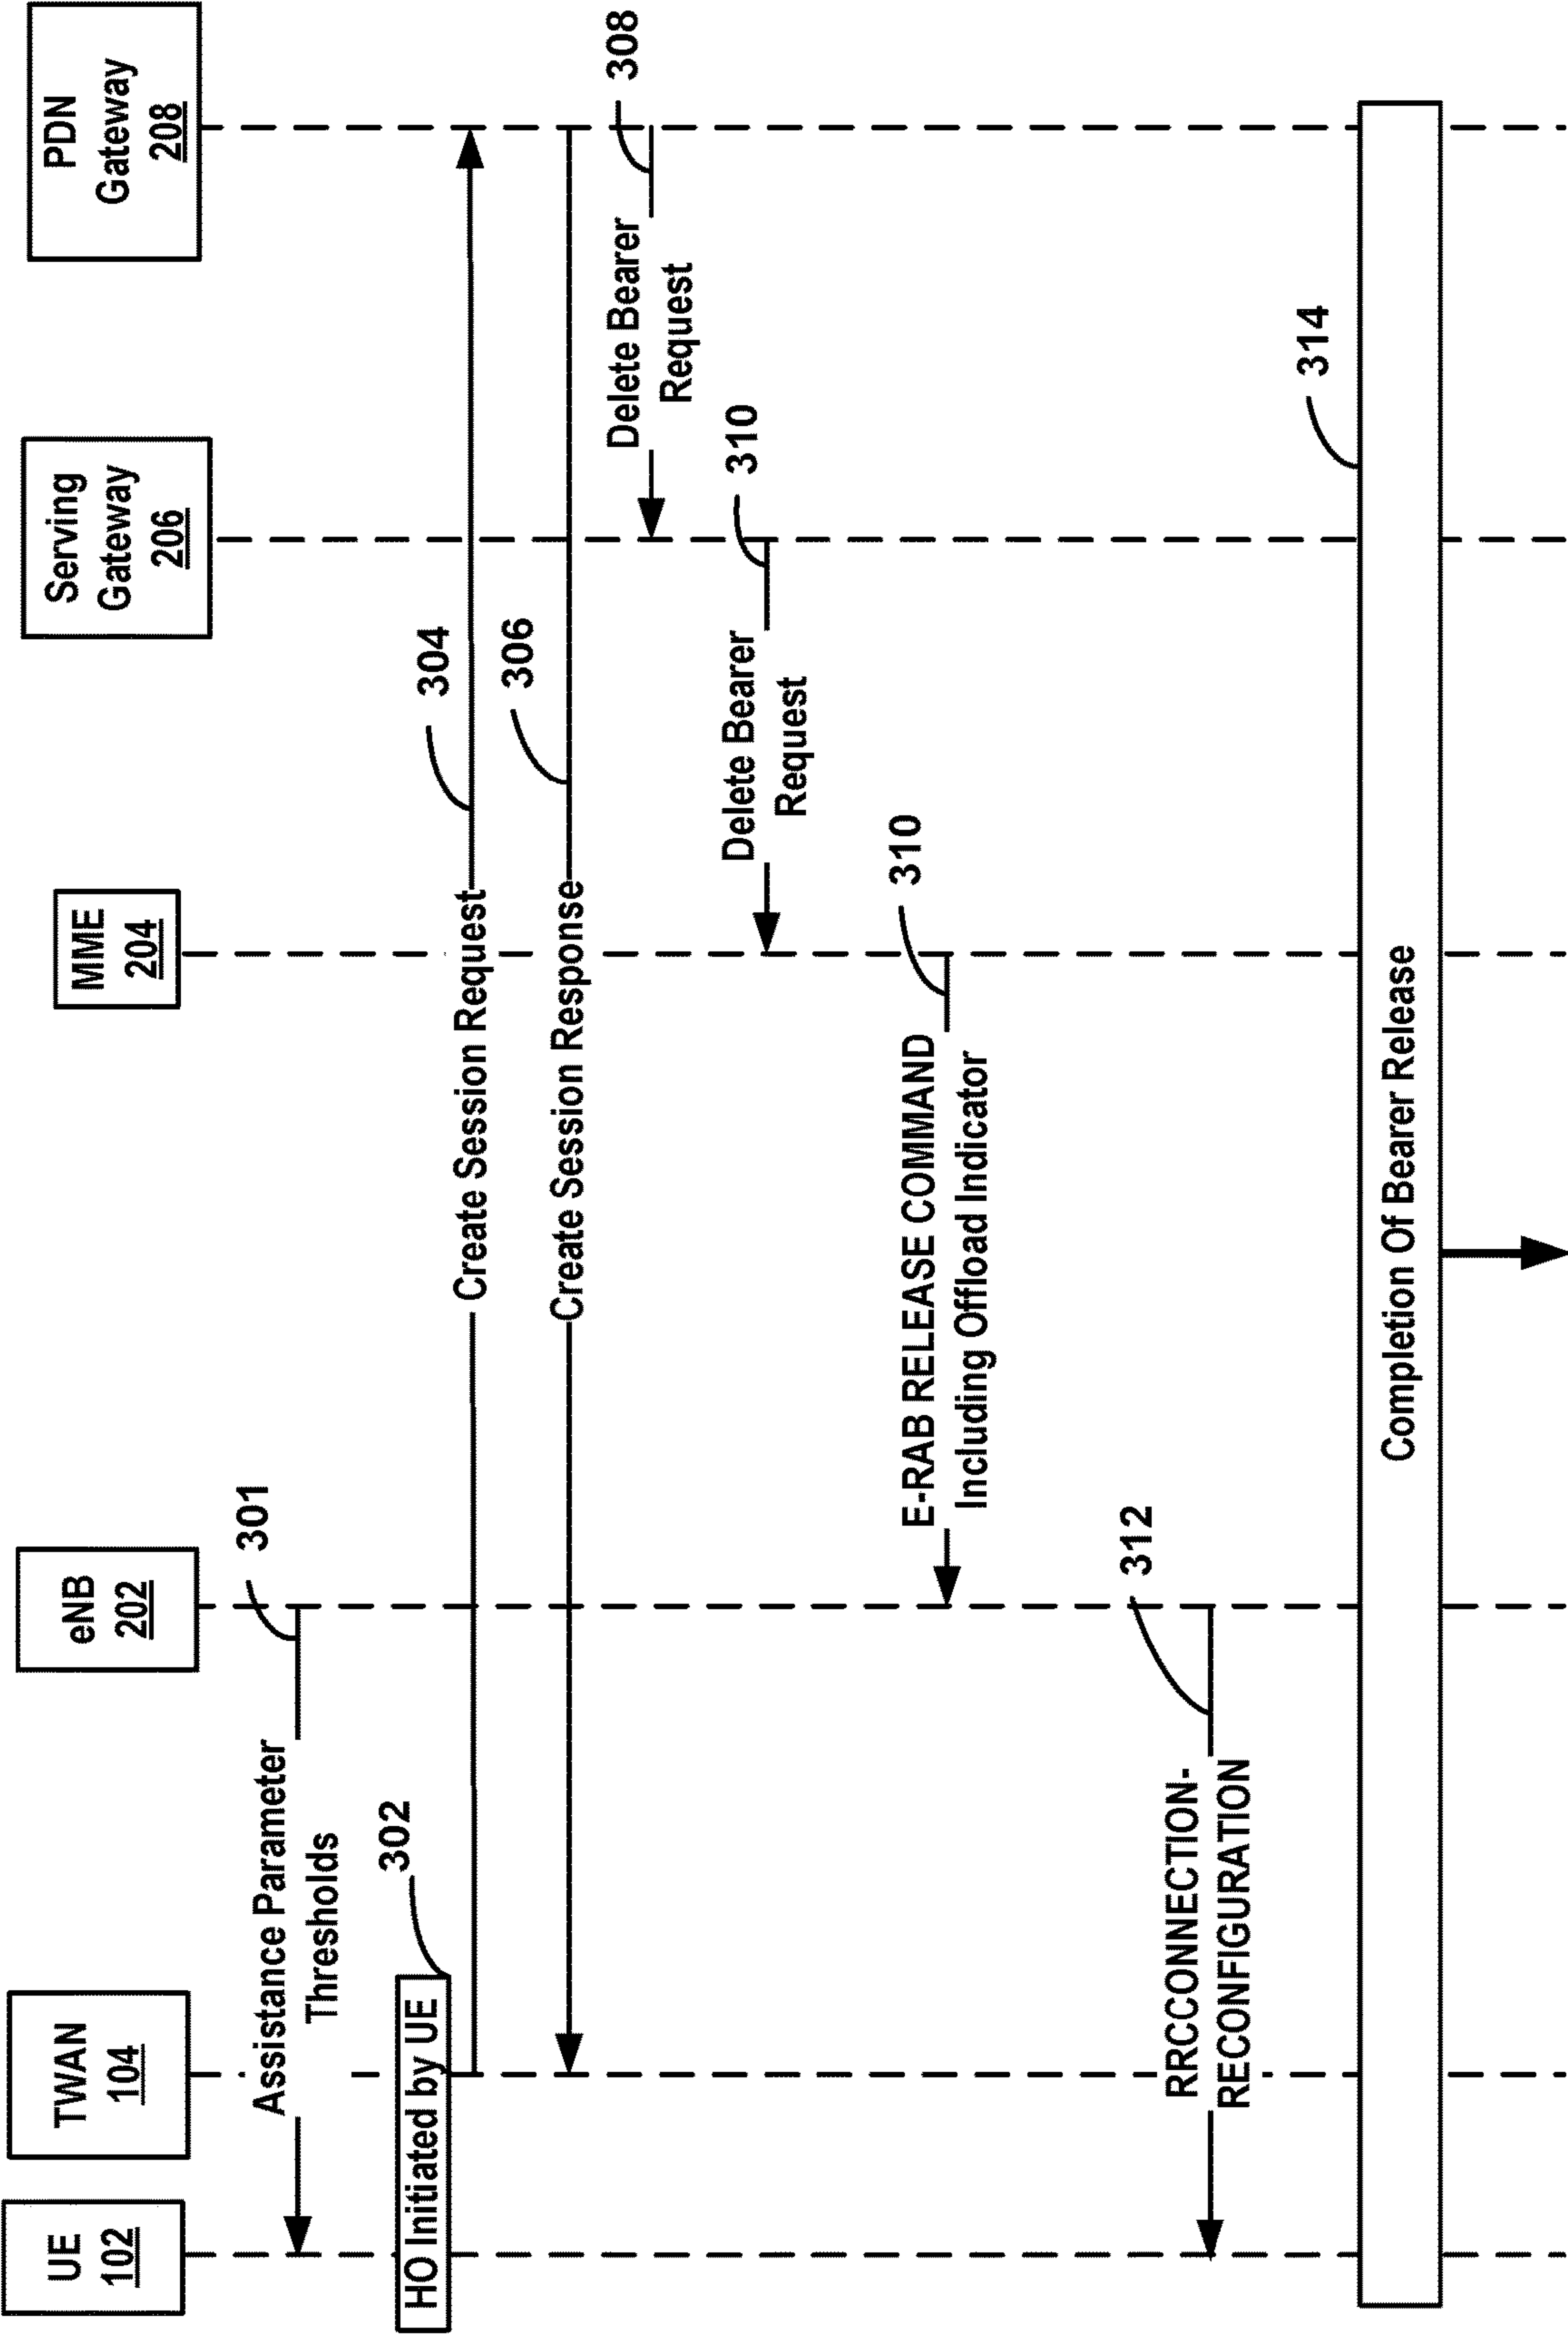 UE
102
TWAN
104
eNB
202
MME
204
Serving
Gateway
206
PDN
Gateway
208
301
Assistance Parameter
Thresholds
302
HO Initiated by UE
304
Create Session Request
306
Create Session Response
308
Delete Bearer
Request
310
Delete Bearer
Request
310
E-RAB RELEASE COMMAND
Including Offload Indicator
312
RRCCONNECTION-
RECONFIGURATION
314
Completion Of Bearer Release